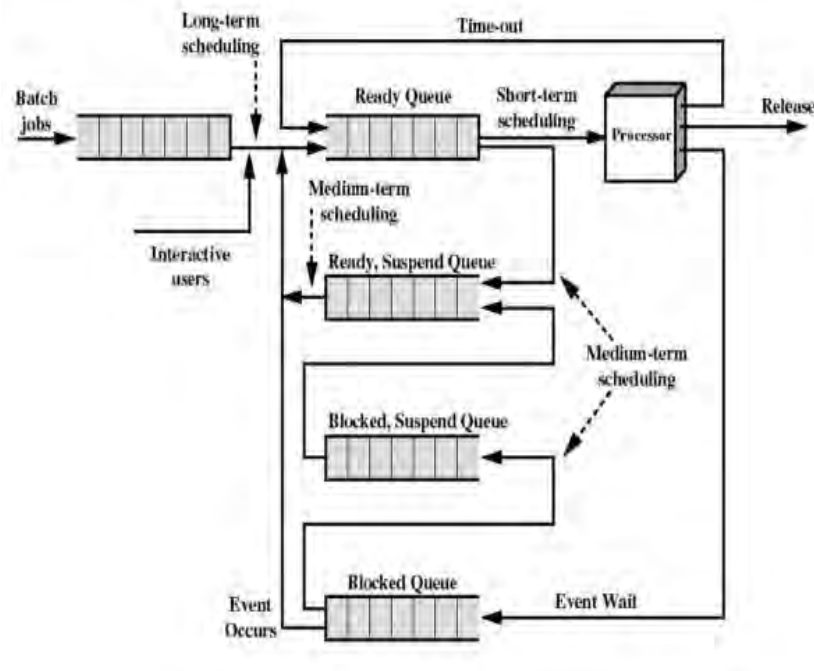 Long-term
scheduling
Time-out
Batch
jobs
Ready Queue
Short-term
scheduling
Processor
Release
Medium-term
scheduling
Interactive
users
Ready, Suspend Queue
Medium-term
scheduling
Blocked, Suspend Queue
Blocked Queue
Event
Occurs
Event Wait